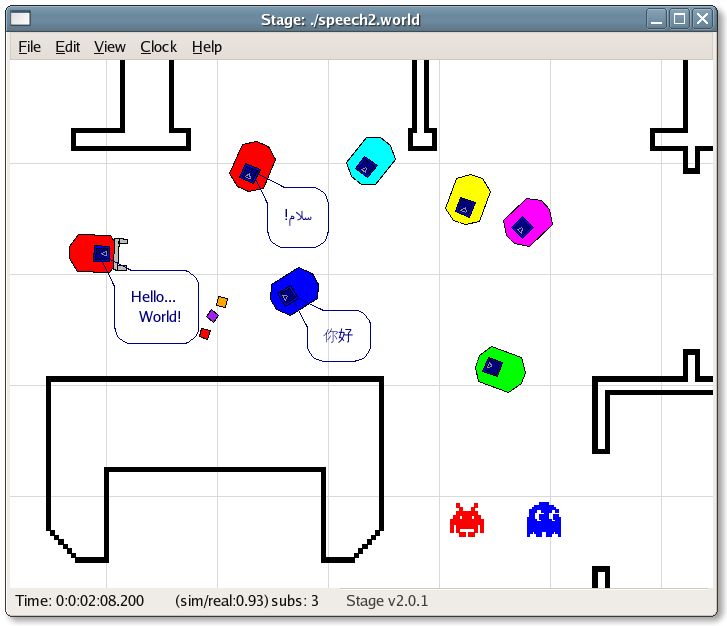 Stage: ./speech2.world
File Edit View Clock Help
سلام!
Hello...
World!
你好
Time: 0:0:02:08.200 (sim/real:0.93) subs: 3 Stage v2.0.1